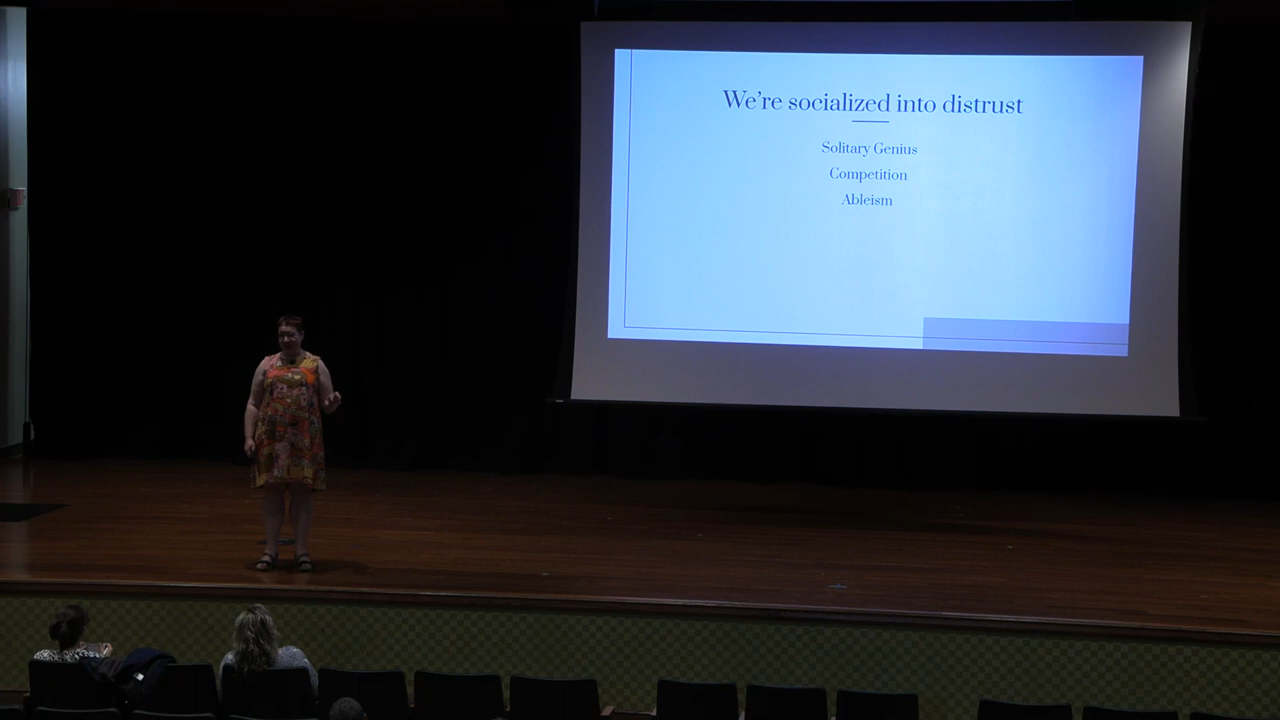 We're socialized into distrust
Solitary Genius
Competition
Ableism